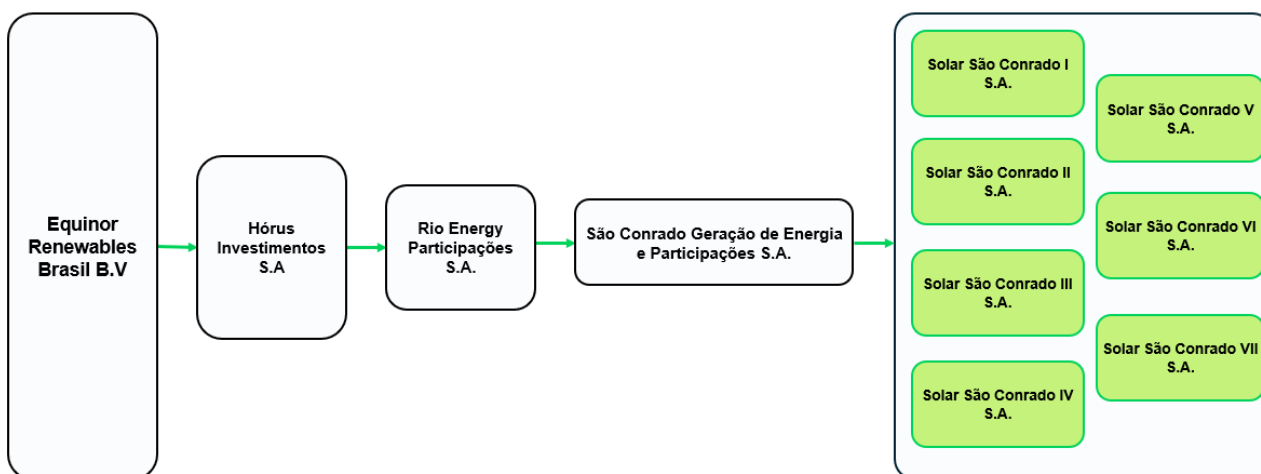 Equinor
Renewables
Brasil B.V
Hórus
Investimentos
S.A
Rio Energy
Participações
S.A.
São Conrado Geração de Energia
e Participações S.A.
Solar São Conrado I
S.A.
Solar São Conrado II
S.A.
Solar São Conrado III
S.A.
Solar São Conrado IV
S.A.
Solar São Conrado V
S.A.
Solar São Conrado VI
S.A.
Solar São Conrado VII
S.A.